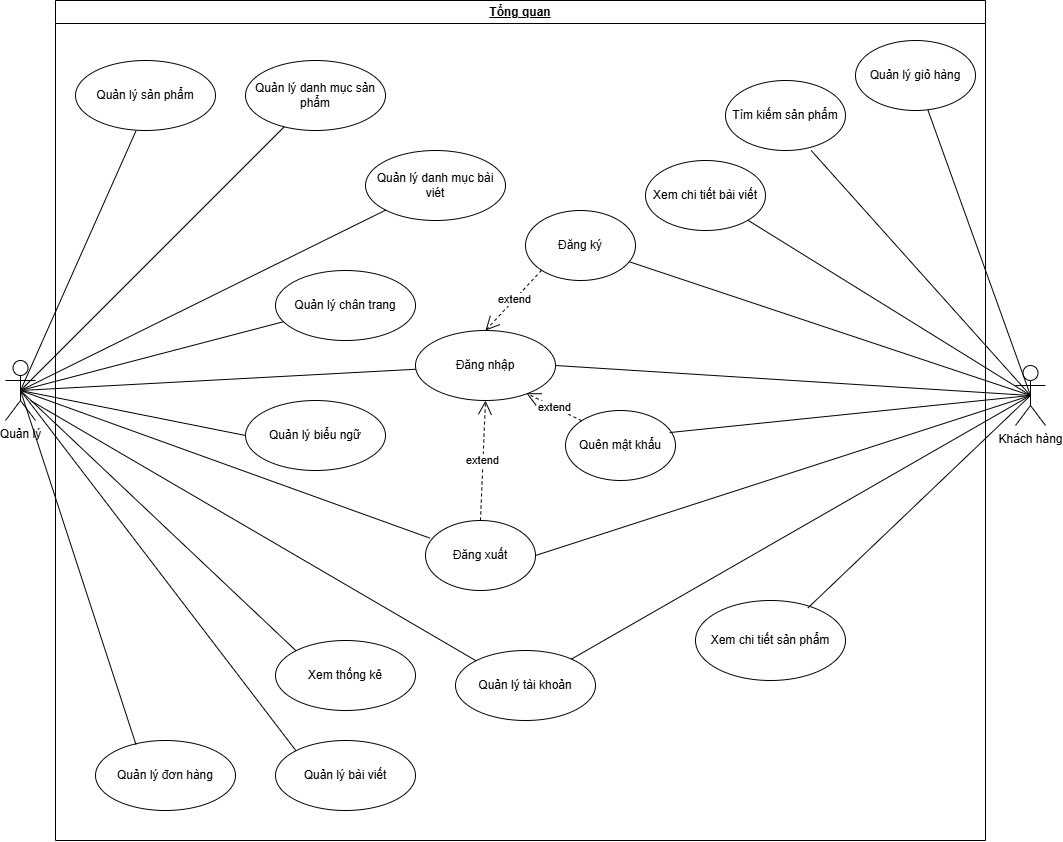 Tổng quan
Quản lý sản phẩm
Quản lý danh mục sản
phẩm
Quản lý giỏ hàng
Tìm kiếm sản phẩm
Quản lý danh mục bài
viét
Xem chi tiết bài viết
Đăng ký
extend
Quản lý chân trang
Đăng nhập
extend
Quản lý
Quản lý biểu ngữ
Quên mật khẩu
Khách hàng
extend
Đăng xuất
Xem chi tiết sản phẩm
Xem thống kê
Quản lý tài khoản
Quản lý đơn hàng
Quản lý bài viết